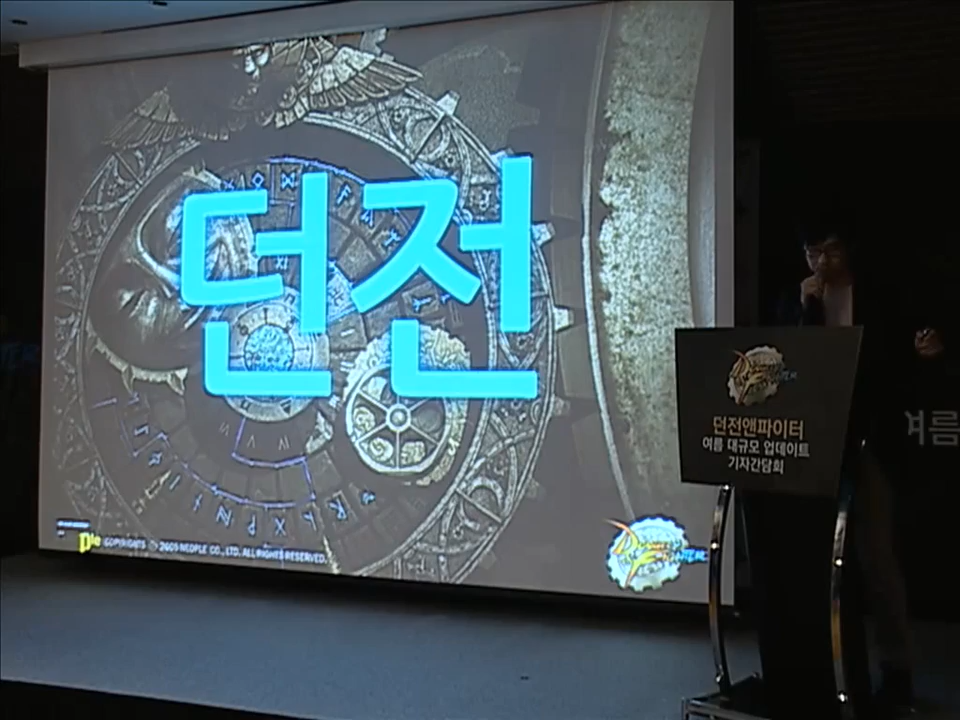 던전
COPYRIGHTS ⓒ 2009 NEOPLE CO., LTD. ALL RIGHTS RESERVED.
던전앤파이터
여름 대규모 업데이트
기자간담회
여름